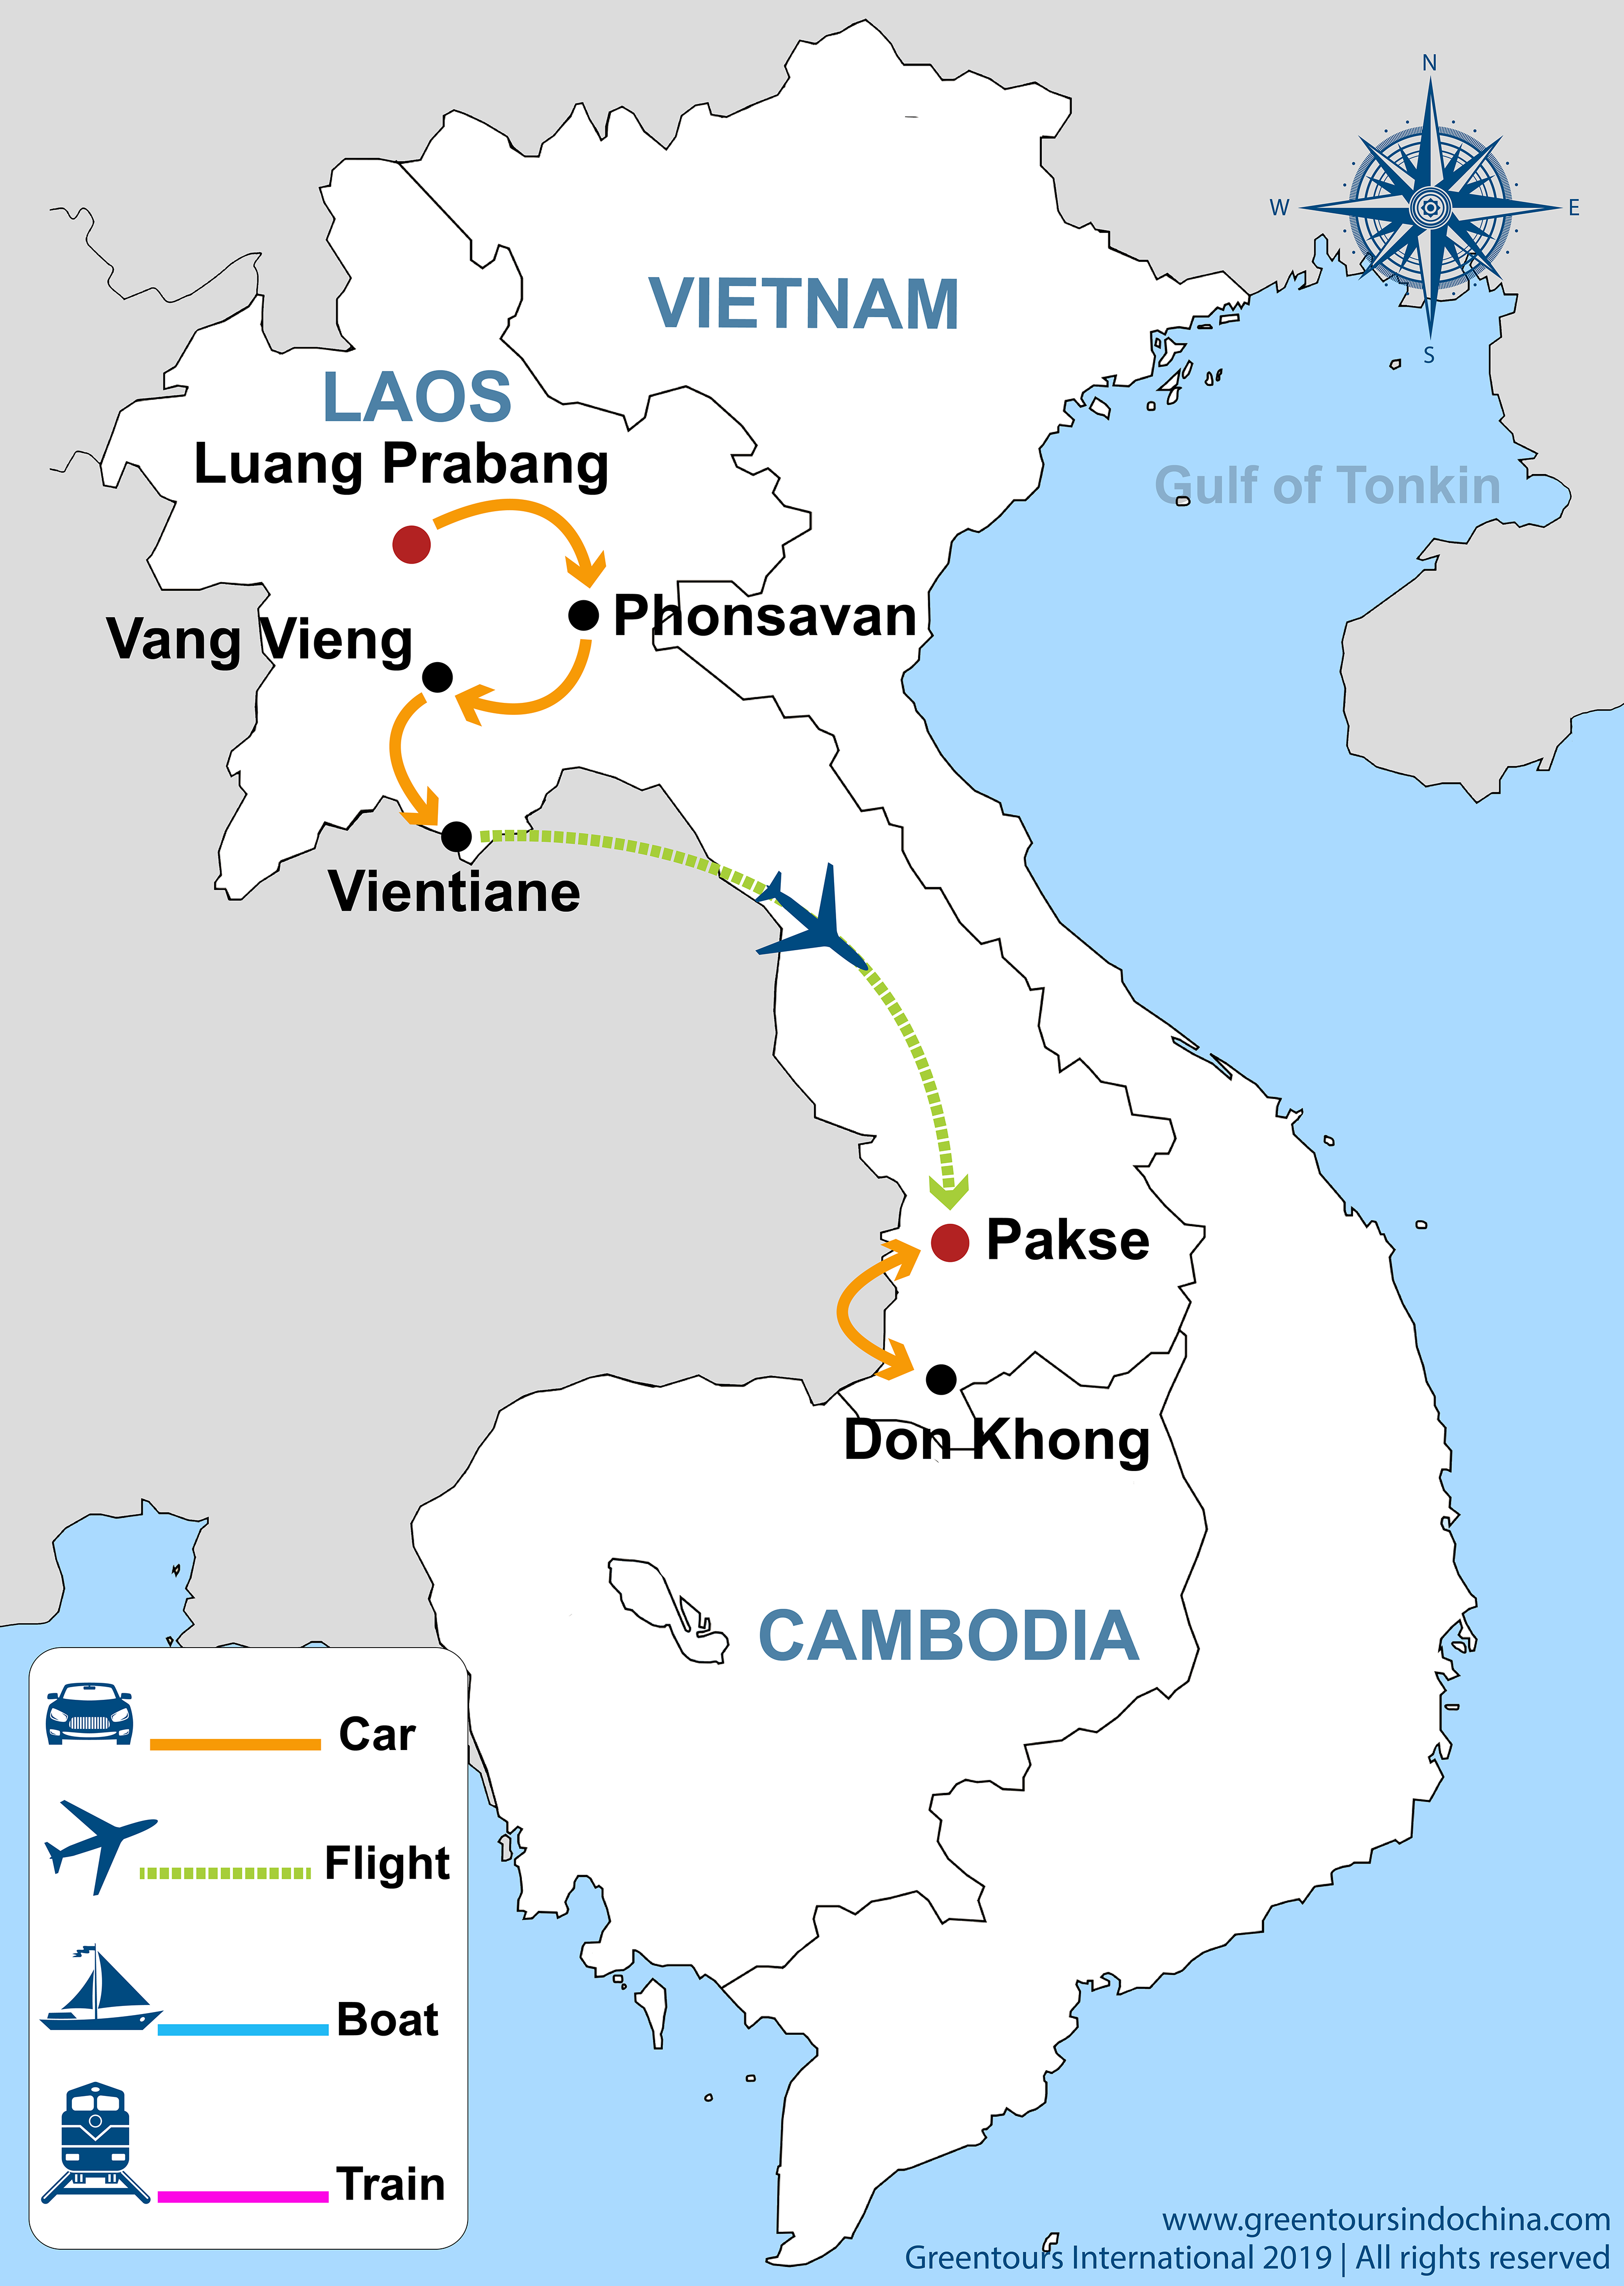 N
W
E
S
VIETNAM
LAOS
Luang Prabang
Gulf of Tonkin
Phonsavan
Vang Vieng
Vientiane
Pakse
Don Khong
CAMBODIA
Car
Flight
Boat
Train
www.greentoursindochina.com
Greentours International 2019 | All rights reserved